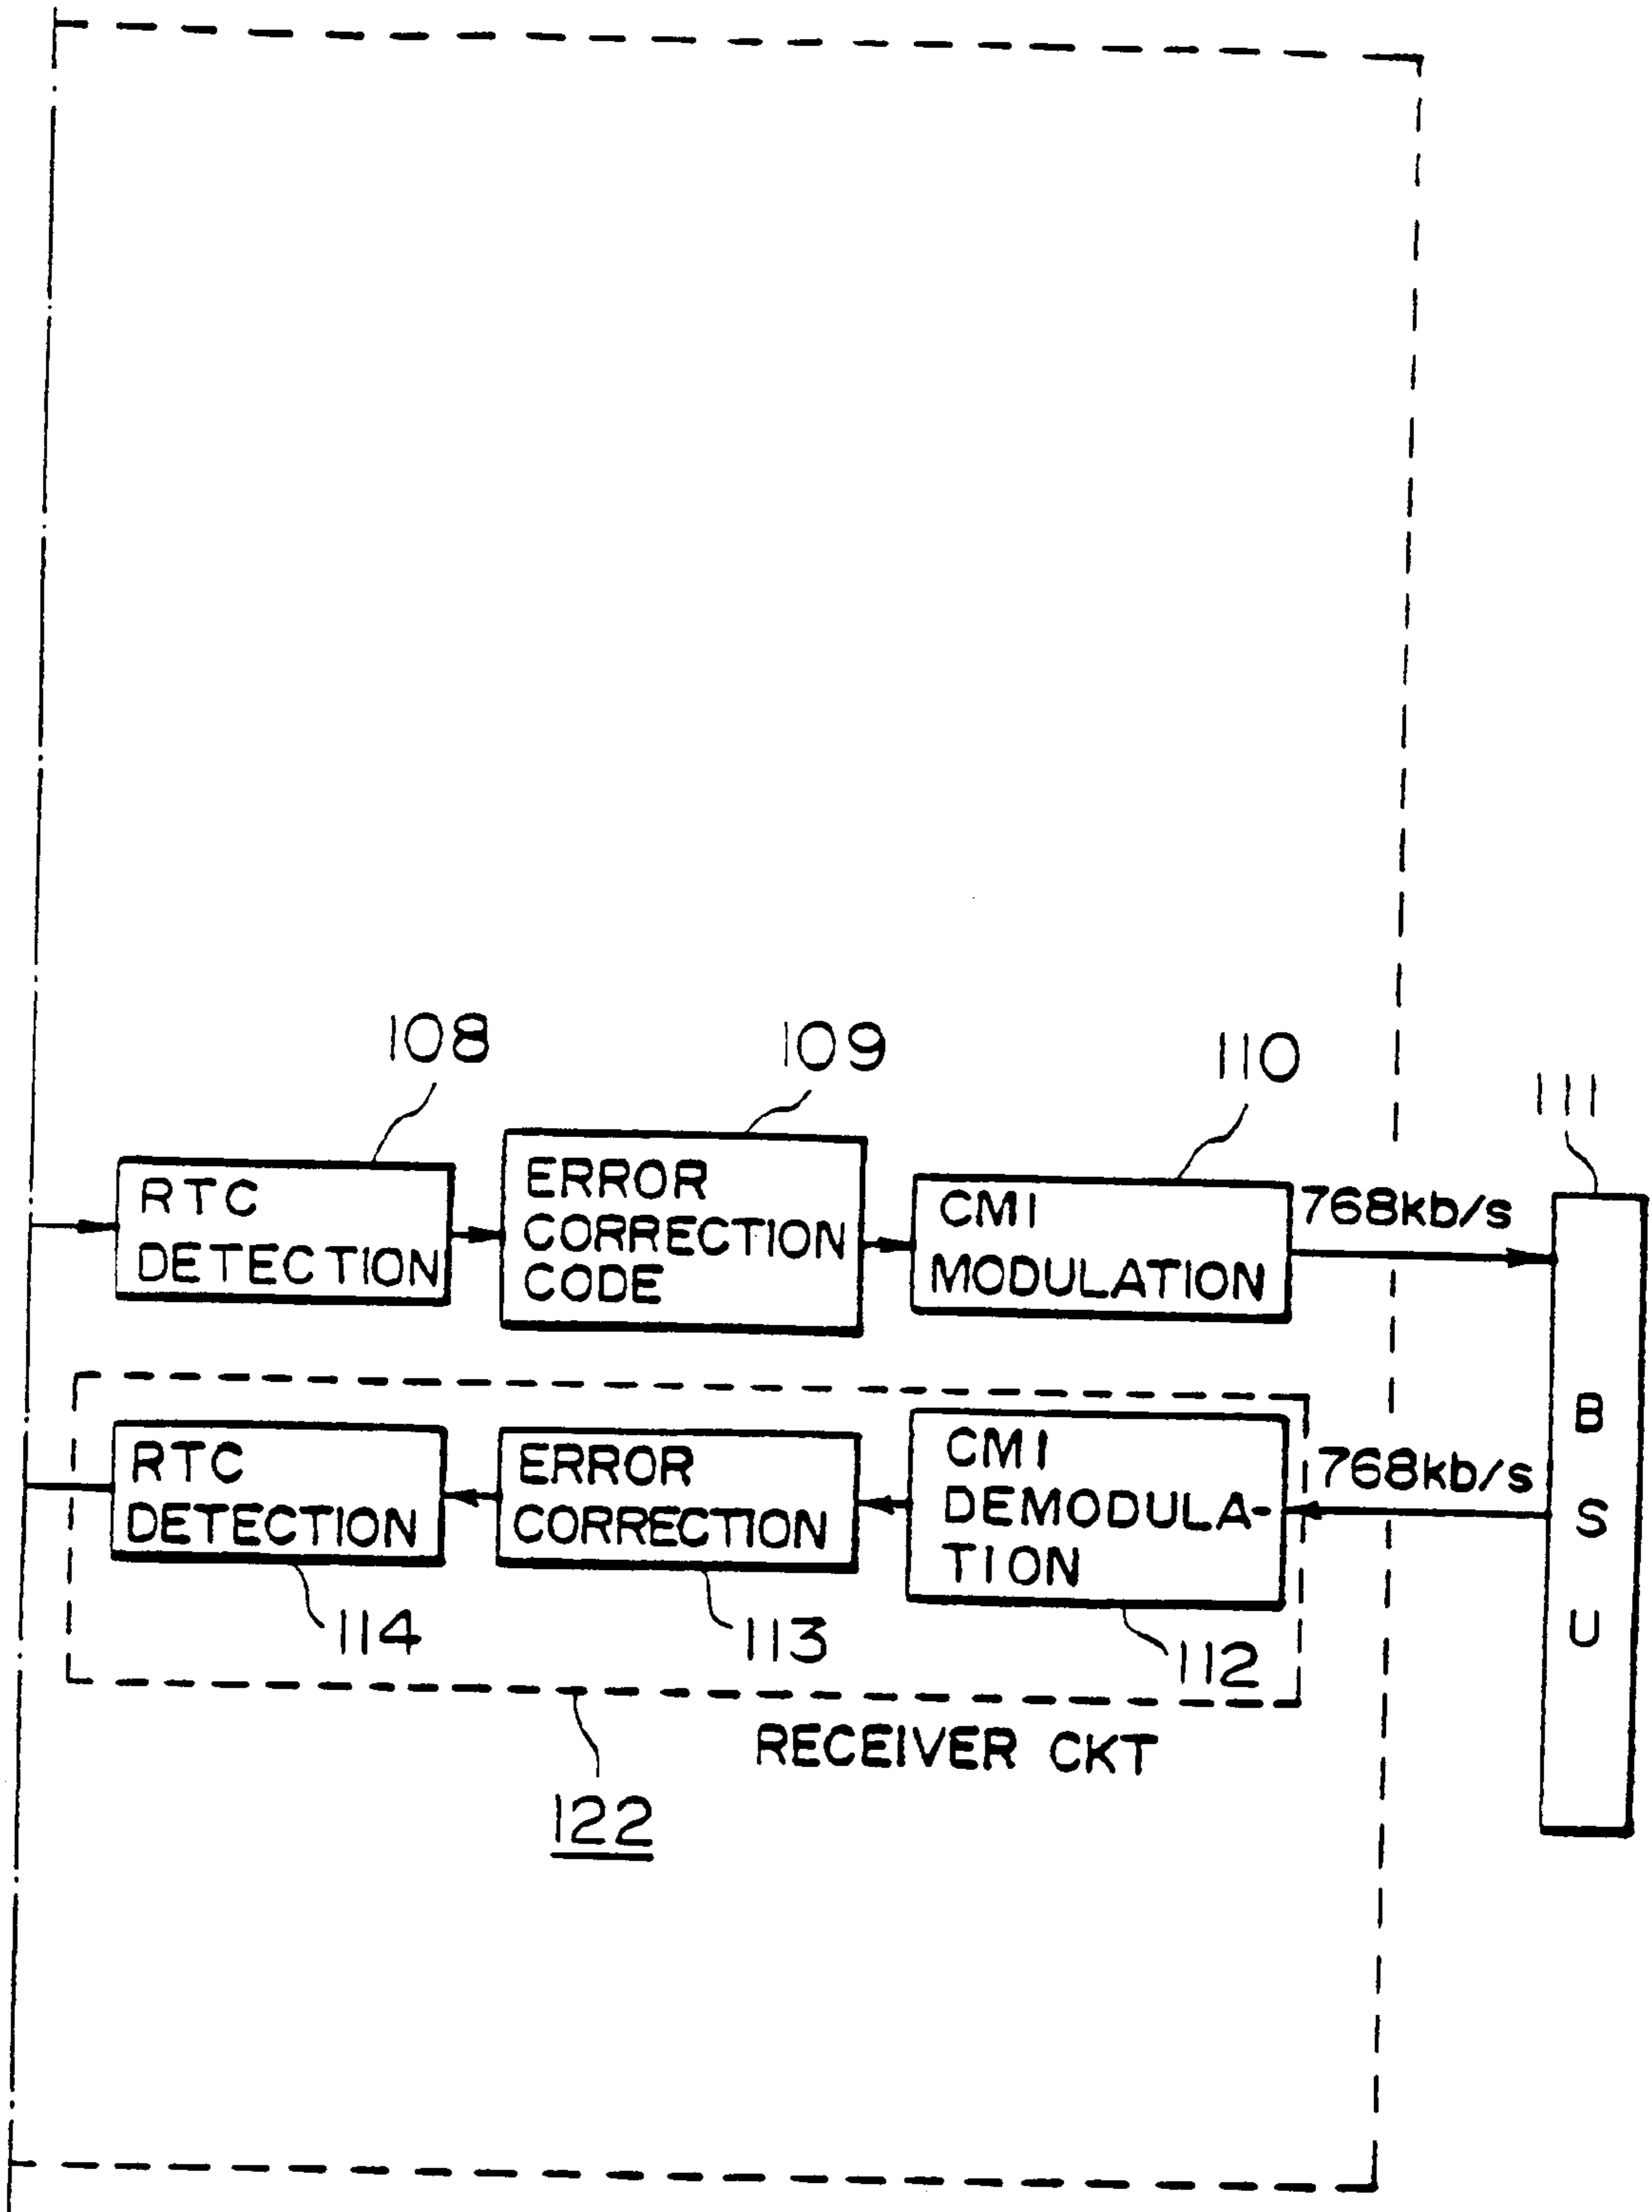 108
109
110
111
RTC
DETECTION
ERROR
CORRECTION
CODE
CMI
MODULATION
768kb/s
B
S
U
RTC
DETECTION
ERROR
CORRECTION
CMI
DEMODULA-
TION
768kb/s
114
113
112
RECEIVER CKT
122